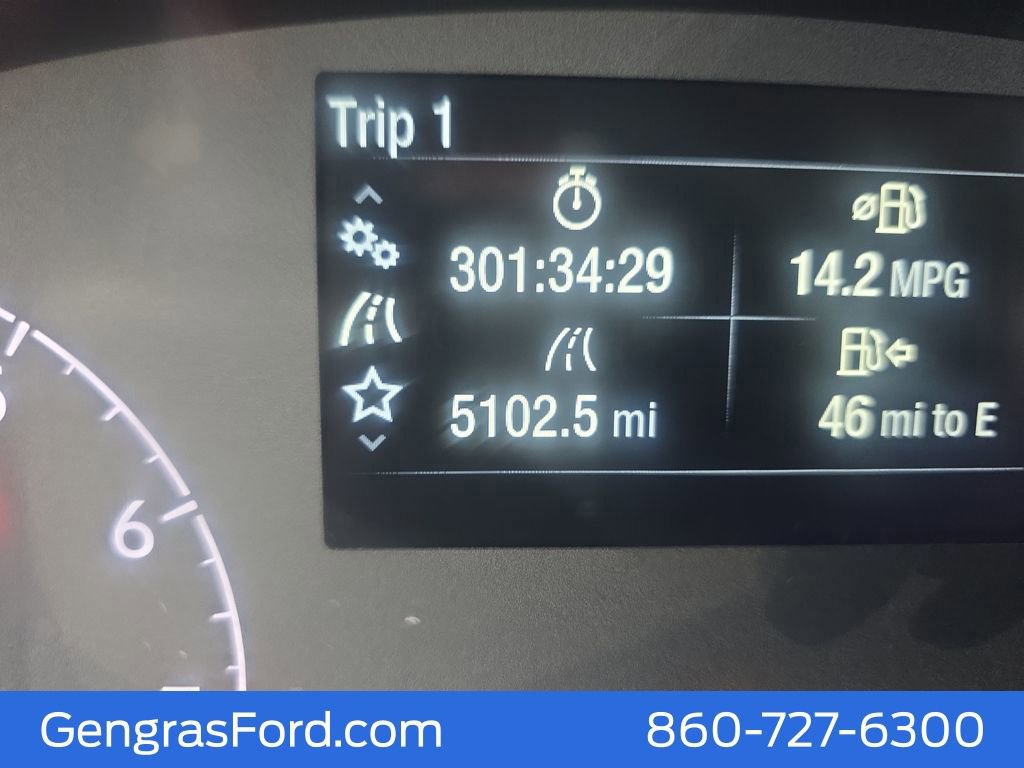 Trip 1
301:34:29
14.2 MPG
5102.5 mi
46 mi to E
6
GengrasFord.com
860-727-6300